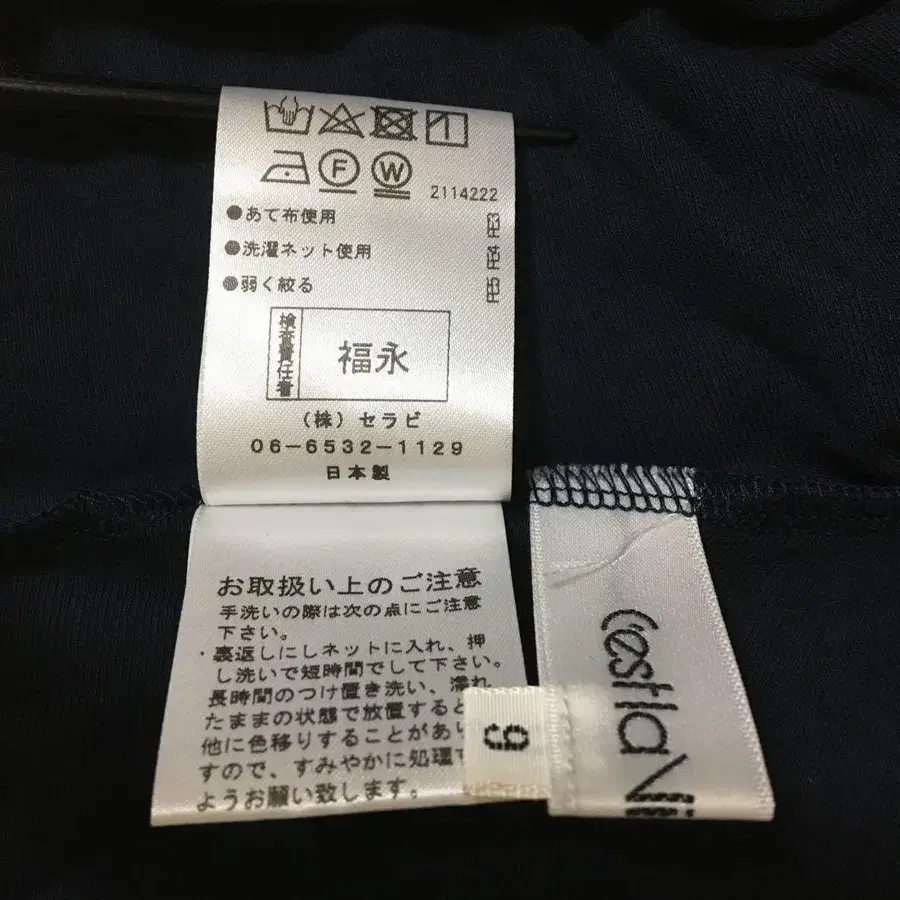 F W
2114222
●あて布使用
●洗濯ネット使用
●弱く絞る
検査責任者
福永
(株)セラビ
06-6532-1129
日本製
お取扱い上のご注意
手洗いの際は次の点にご注意
下さい。
・裏返しにしネットに入れ、押
し洗いで短時間でして下さい。
長時間のつけ置き洗い、濡れ
たままの状態で放置すると
他に色移りすることがあり
すので、すみやかに処理
ようお願い致します。
9
C'est la Vi